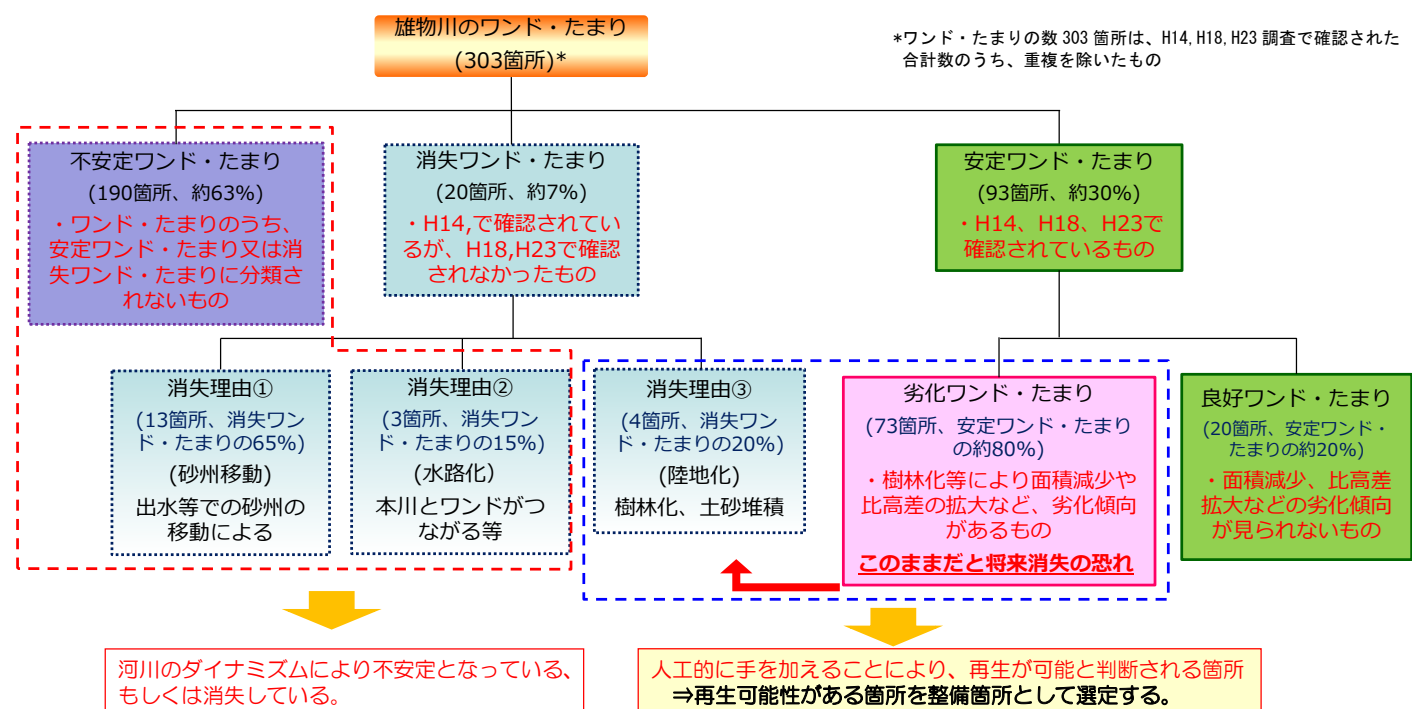 雄物川のワンド・たまり
(303箇所)*
*ワンド・たまりの数 303 箇所は、H14,H18,H23 調査で確認された
合計数のうち、重複を除いたもの
不安定ワンド・たまり
(190箇所、約63%)
・ワンド・たまりのうち、
安定ワンド・たまり又は消
失ワンド・たまりに分類さ
れないもの
消失ワンド・たまり
(20箇所、約7%)
・H14,で確認されてい
るが、H18,H23で確認
されなかったもの
安定ワンド・たまり
(93箇所、約30%)
・H14、H18、H23で
確認されているもの
消失理由①
(13箇所、消失ワン
ド・たまりの65%)
(砂州移動)
出水等での砂州の
移動による
消失理由②
(3箇所、消失ワン
ド・たまりの15%)
(水路化)
本川とワンドがつ
ながる等
消失理由③
(4箇所、消失ワン
ド・たまりの20%)
(陸地化)
樹林化、土砂堆積
劣化ワンド・たまり
(73箇所、安定ワンド・たまり
の約80%)
・樹林化等により面積減少や
比高差の拡大など、劣化傾向
があるもの
このままだと将来消失の恐れ
良好ワンド・たまり
(20箇所、安定ワンド・
たまりの約20%)
・面積減少、比高差
拡大などの劣化傾向
が見られないもの
河川のダイナミズムにより不安定となっている、
もしくは消失している。
人工的に手を加えることにより、再生が可能と判断される箇所
⇒再生可能性がある箇所を整備箇所として選定する。